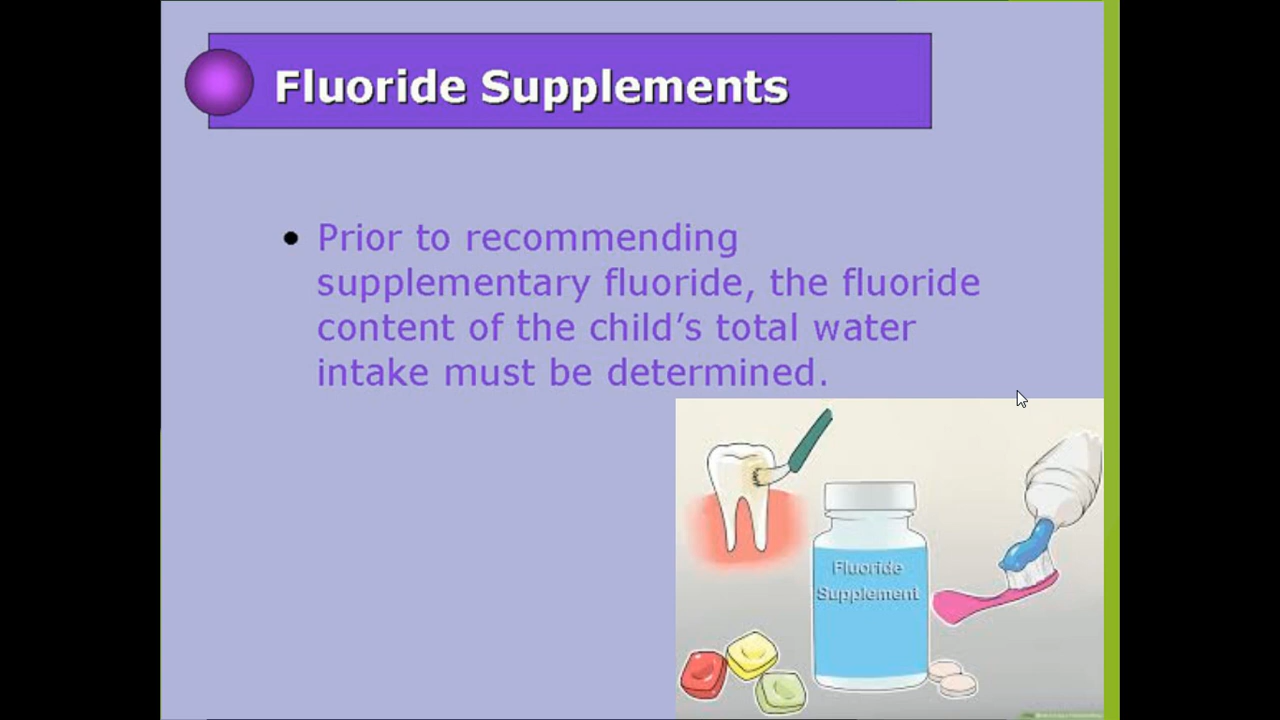 Fluoride Supplements
• Prior to recommending
supplementary fluoride, the fluoride
content of the child’s total water
intake must be determined.
Fluoride
Supplement